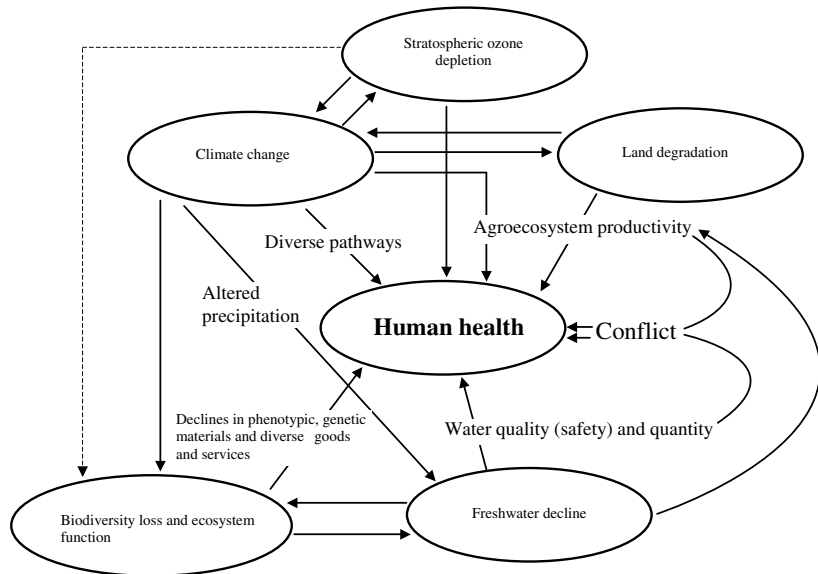 Stratospheric ozone
depletion
Climate change
Land degradation
Agroecosystem productivity
Diverse pathways
Altered
precipitation
Human health
Conflict
Declines in phenotypic, genetic
materials and diverse goods
and services
Water quality (safety) and quantity
Biodiversity loss and ecosystem
function
Freshwater decline